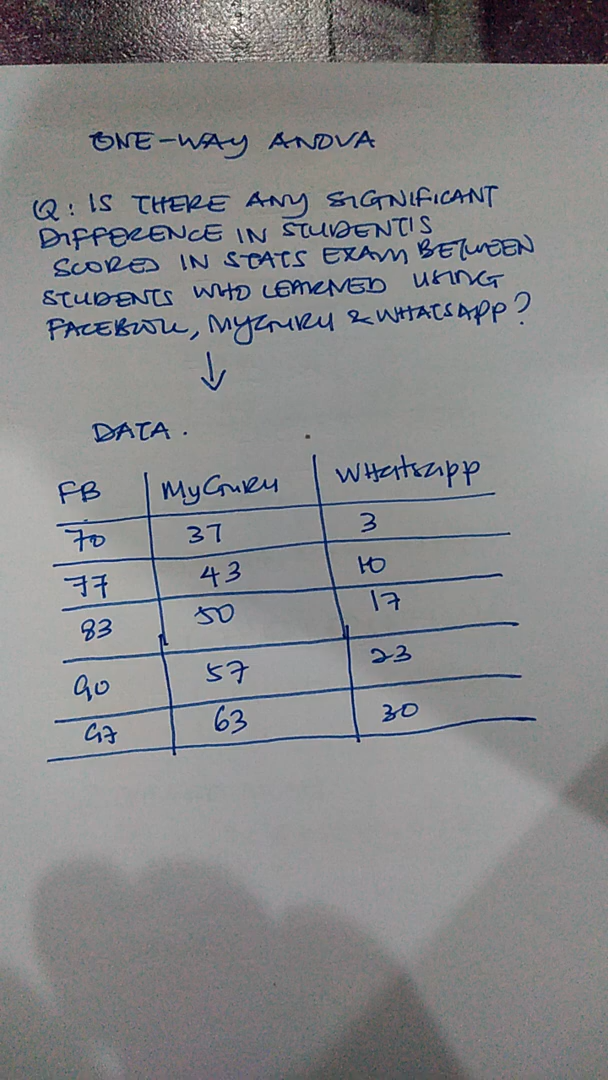 ONE-WAY ANOVA
Q: IS THERE ANY SIGNIFICANT
DIFFERENCE IN STUDENTS
SCORED IN STATS EXAM BETWEEN
STUDENTS WHO LEARNED USING
FACEBOOK, MYGURU & WHATSAPP?
↓
DATA.
FB | MyGuru | WHatsapp
70 | 37 | 3
77 | 43 | 10
83 | 50 | 17
90 | 57 | 23
97 | 63 | 30